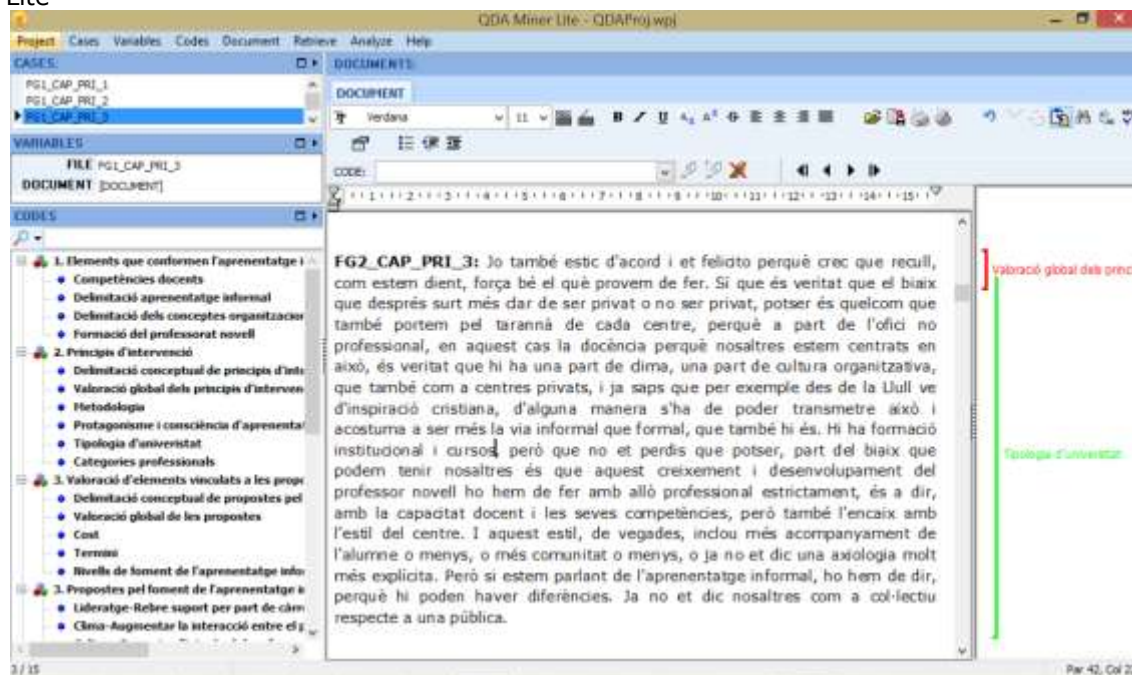 Lite
QDA Miner Lite - QDAProj.wpj
Project Cases Variables Codes Document Retrieve Analyze Help
CASES:
PG1_CAP_PRI_1
PG1_CAP_PRI_2
PG1_CAP_PRI_3
VARIABLES
FILE PG1_CAP_PRI_3
DOCUMENT [DOCUMENT]
CODES
1. Elements que conformen l'aprenentatge i
Competències docents
Delimitació aprenentatge informal
Delimitació dels conceptes organitzacion
Formació del professorat novell
2. Principis d'intervenció
Delimitació conceptual de principis d'inte
Valoració global dels principis d'interven
Metodologia
Protagonisme i consciència d'aprenenta
Tipologia d'univeristat
Categories professionals
3. Valoració d'elements vinculats a les prope
Delimitació conceptual de propostes pel
Valoració global de les propostes
Cost
Termini
Nivells de foment de l'aprenentatge info
3. Propostes pel foment de l'aprenentatge i
Lideratge-Rebre suport per part de càrre
Clima-Augmentar la interacció entre el p
3 / 15
DOCUMENTS:
DOCUMENT
Verdana 11
CODE:
FG2_CAP_PRI_3: Jo també estic d'acord i et felicito perquè crec que recull,
com estem dient, força bé el què provem de fer. Sí que és veritat que el biaix
que després surt més clar de ser privat o no ser privat, potser és quelcom que
també portem pel tarannà de cada centre, perquè a part de l'ofici no
professional, en aquest cas la docència perquè nosaltres estem centrats en
això, és veritat que hi ha una part de clima, una part de cultura organitzativa,
que també com a centres privats, i ja saps que per exemple des de la Llull ve
d'inspiració cristiana, d'alguna manera s'ha de poder transmetre això i
acostuma a ser més la via informal que formal, que també hi és. Hi ha formació
institucional i cursos, però que no et perdis que potser, part del biaix que
podem tenir nosaltres és que aquest creixement i desenvolupament del
professor novell ho hem de fer amb allò professional estrictament, és a dir,
amb la capacitat docent i les seves competències, però també l'encaix amb
l'estil del centre. I aquest estil, de vegades, inclou més acompanyament de
l'alumne o menys, o més comunitat o menys, o ja no et dic una axiologia molt
més explícita. Però si estem parlant de l'aprenentatge informal, ho hem de dir,
perquè hi poden haver diferències. Ja no et dic nosaltres com a col·lectiu
respecte a una pública.
Valoració global dels princ
Tipologia d'univeristat
Par 42, Col 2